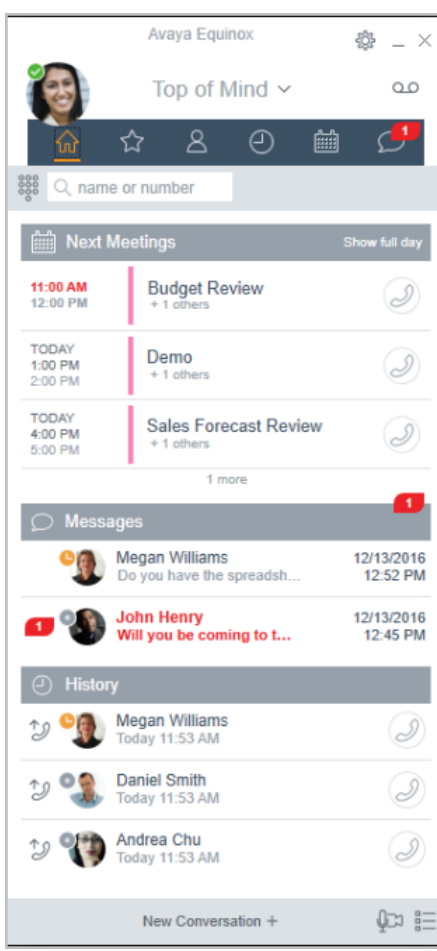 Avaya Equinox
Top of Mind
1
name or number
Next Meetings Show full day
11:00 AM Budget Review
12:00 PM + 1 others
TODAY
1:00 PM Demo
2:00 PM + 1 others
TODAY
4:00 PM Sales Forecast Review
5:00 PM + 1 others
1 more
1
Messages
Megan Williams 12/13/2016
Do you have the spreadsh... 12:52 PM
1 John Henry 12/13/2016
Will you be coming to t... 12:45 PM
History
Megan Williams
Today 11:53 AM
Daniel Smith
Today 11:53 AM
Andrea Chu
Today 11:53 AM
New Conversation +